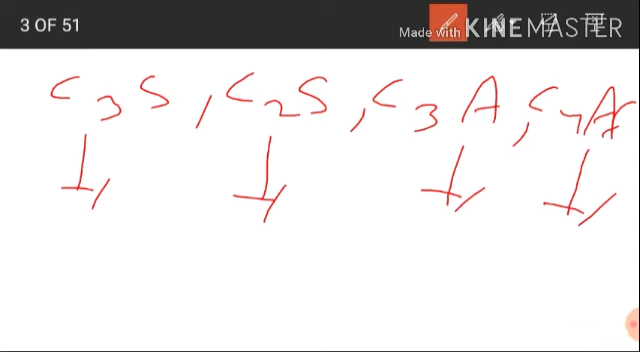 3 OF 51
Made with KINEMASTER
C3S, C2S, C3A, C4AF